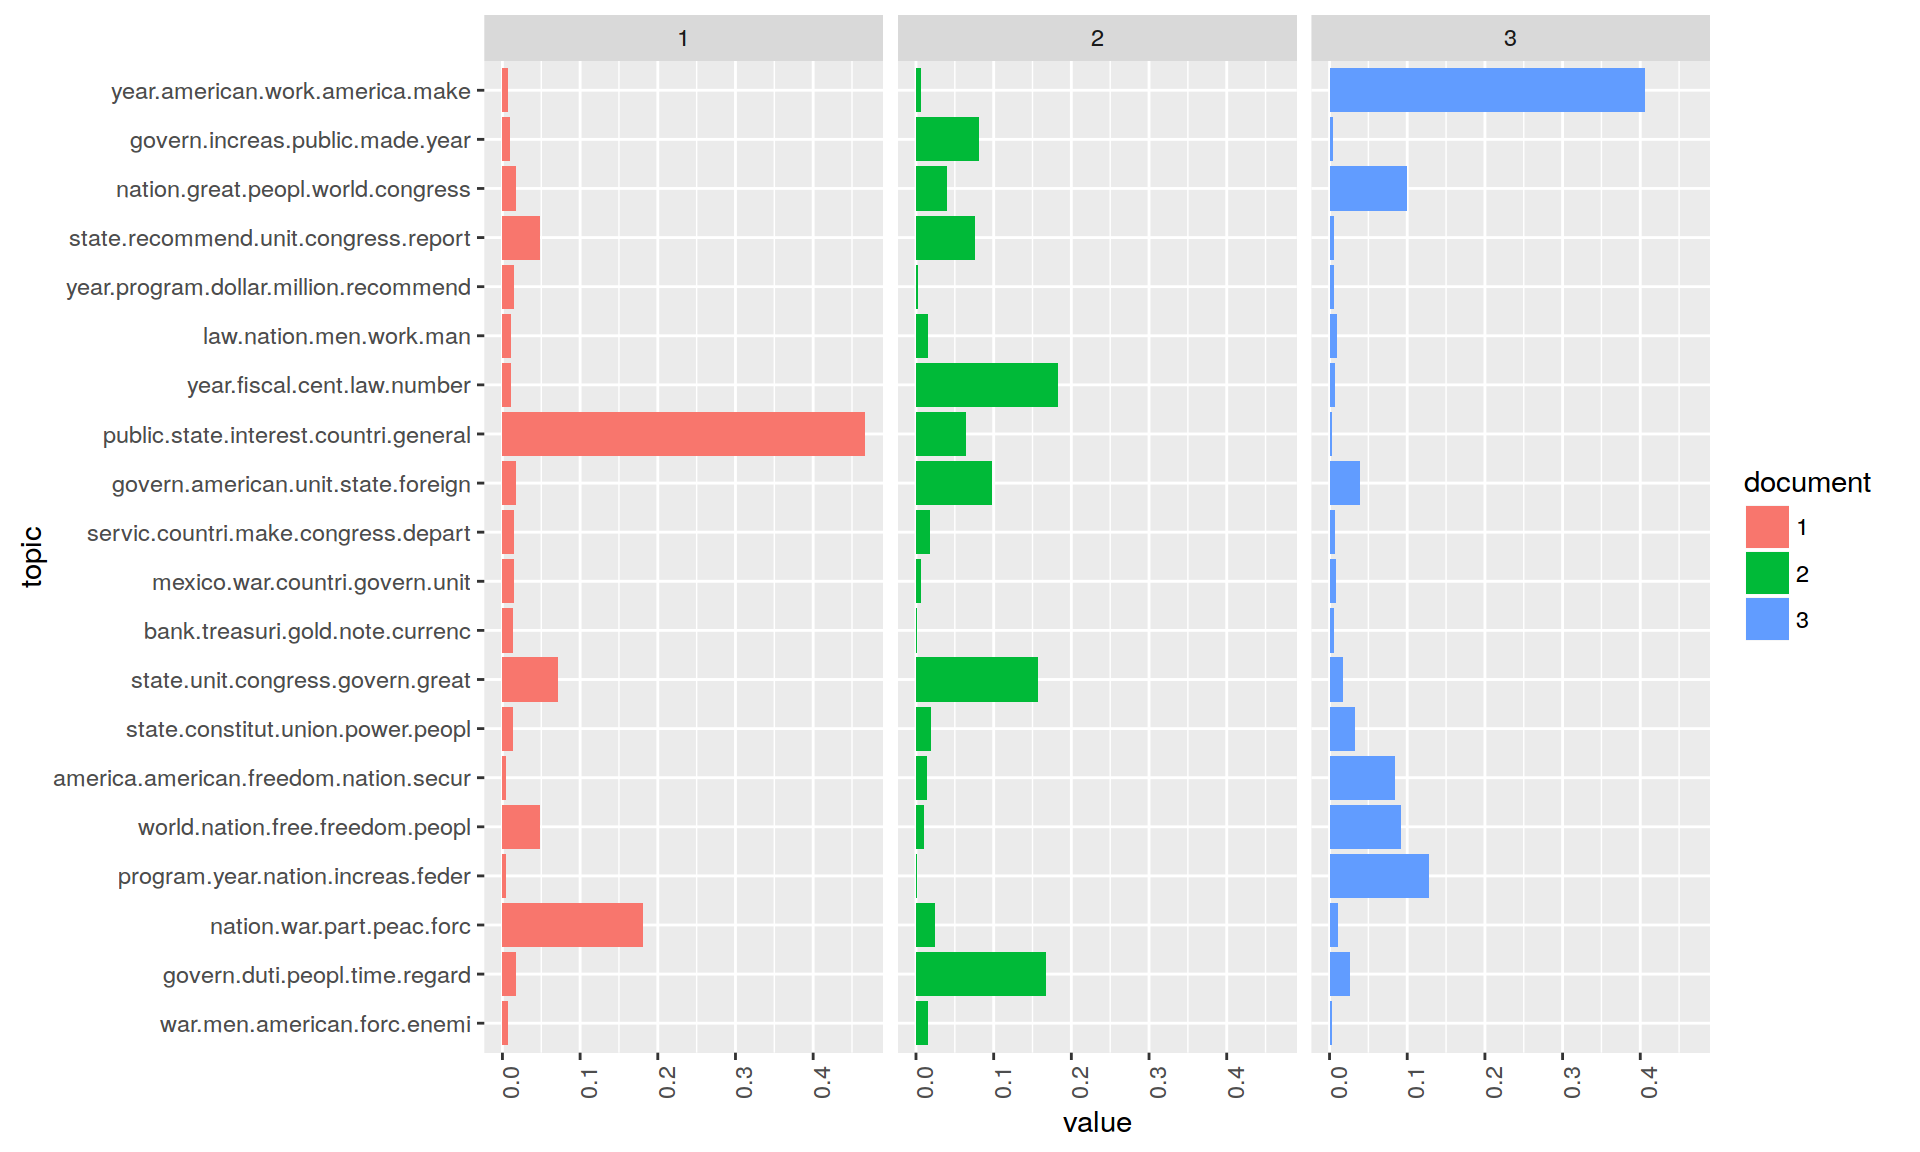 1
2
3
year.american.work.america.make
govern.increas.public.made.year
nation.great.peopl.world.congress
state.recommend.unit.congress.report
year.program.dollar.million.recommend
law.nation.men.work.man
year.fiscal.cent.law.number
public.state.interest.countri.general
govern.american.unit.state.foreign
servic.countri.make.congress.depart
mexico.war.countri.govern.unit
bank.treasuri.gold.note.currenc
state.unit.congress.govern.great
state.constitut.union.power.peopl
america.american.freedom.nation.secur
world.nation.free.freedom.peopl
program.year.nation.increas.feder
nation.war.part.peac.forc
govern.duti.peopl.time.regard
war.men.american.forc.enemi
topic
0.0 0.1 0.2 0.3 0.4
0.0 0.1 0.2 0.3 0.4
0.0 0.1 0.2 0.3 0.4
value
document
1
2
3